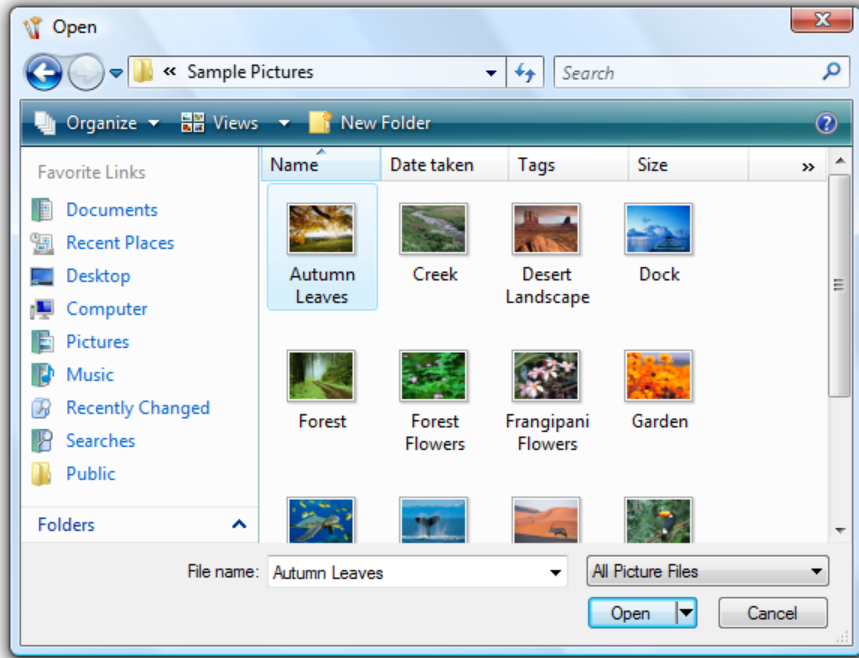 Open
« Sample Pictures
Search
Organize
Views
New Folder
Favorite Links
Documents
Recent Places
Desktop
Computer
Pictures
Music
Recently Changed
Searches
Public
Folders
Name Date taken Tags Size »
Autumn
Leaves
Creek
Desert
Landscape
Dock
Forest
Forest
Flowers
Frangipani
Flowers
Garden
File name: Autumn Leaves
All Picture Files
Open
Cancel